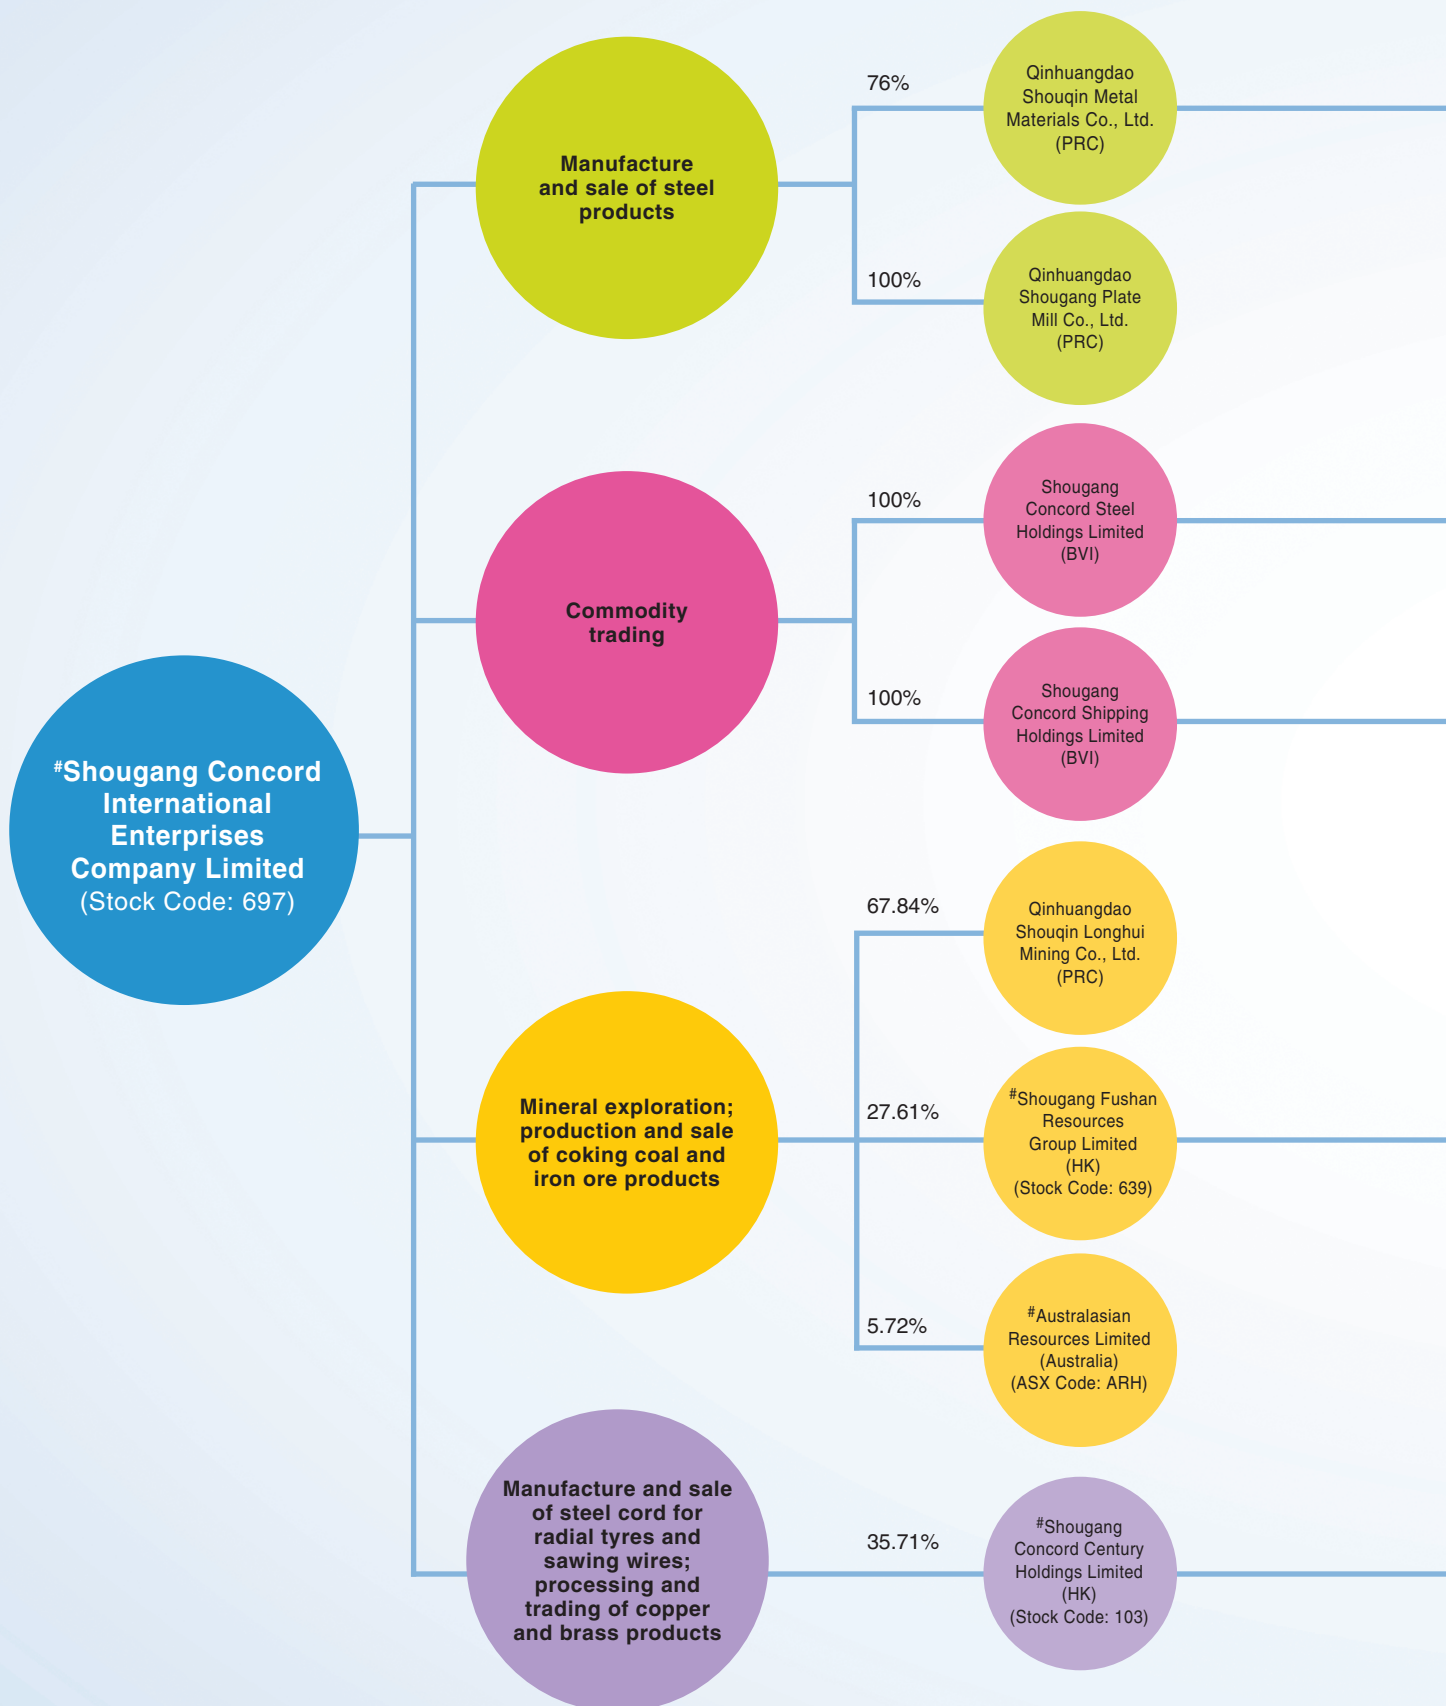 #Shougang Concord
International
Enterprises
Company Limited
(Stock Code: 697)
Manufacture
and sale of steel
products
76%
Qinhuangdao
Shouqin Metal
Materials Co., Ltd.
(PRC)
100%
Qinhuangdao
Shougang Plate
Mill Co., Ltd.
(PRC)
Commodity
trading
100%
Shougang
Concord Steel
Holdings Limited
(BVI)
100%
Shougang
Concord Shipping
Holdings Limited
(BVI)
Mineral exploration;
production and sale
of coking coal and
iron ore products
67.84%
Qinhuangdao
Shouqin Longhui
Mining Co., Ltd.
(PRC)
27.61%
#Shougang Fushan
Resources
Group Limited
(HK)
(Stock Code: 639)
5.72%
#Australasian
Resources Limited
(Australia)
(ASX Code: ARH)
Manufacture and sale
of steel cord for
radial tyres and
sawing wires;
processing and
trading of copper
and brass products
35.71%
#Shougang
Concord Century
Holdings Limited
(HK)
(Stock Code: 103)